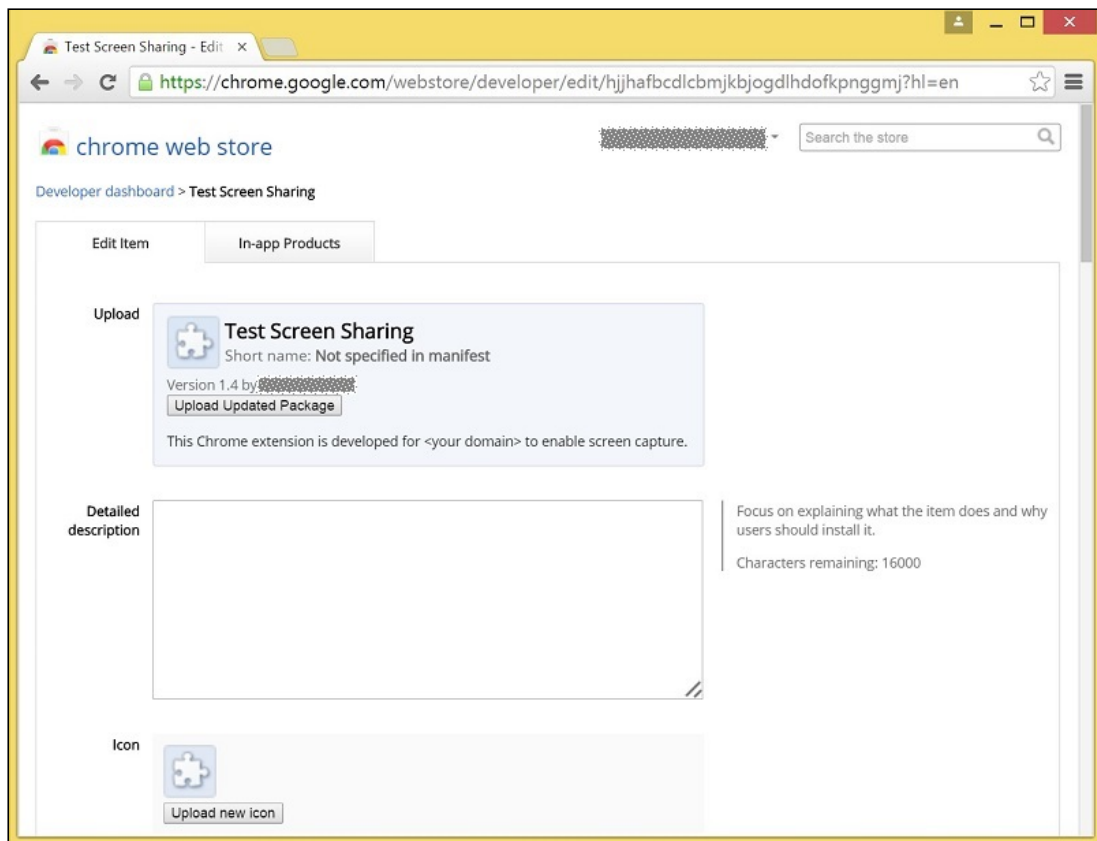 Test Screen Sharing - Edit
https://chrome.google.com/webstore/developer/edit/hjjhafbcdlcbmjkbjogdlhdofkpnggmj?hl=en
chrome web store
Search the store
Developer dashboard > Test Screen Sharing
Edit Item
In-app Products
Upload
Test Screen Sharing
Short name: Not specified in manifest
Version 1.4 by
Upload Updated Package
This Chrome extension is developed for <your domain> to enable screen capture.
Detailed
description
Focus on explaining what the item does and why
users should install it.
Characters remaining: 16000
Icon
Upload new icon